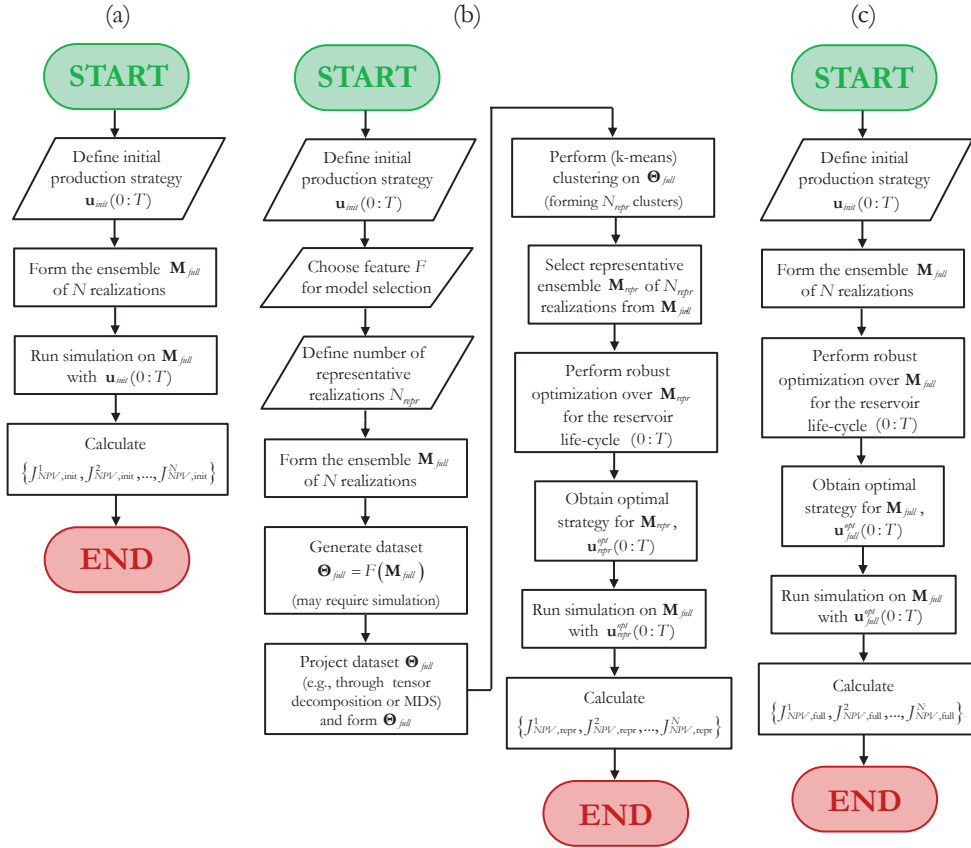 (a)
START
Define initial
production strategy
u_init(0:T)
Form the ensemble M_full
of N realizations
Run simulation on M_full
with u_init(0:T)
Calculate
{J^1_NPV,init, J^2_NPV,init,..., J^N_NPV,init}
END
(b)
START
Define initial
production strategy
u_init(0:T)
Choose feature F
for model selection
Define number of
representative
realizations N_repr
Form the ensemble M_full
of N realizations
Generate dataset
Θ_full = F(M_full)
(may require simulation)
Project dataset Θ_full
(e.g., through tensor
decomposition or MDS)
and form Θ_full
Perform (k-means)
clustering on Θ_full
(forming N_repr clusters)
Select representative
ensemble M_repr of N_repr
realizations from M_full
Perform robust
optimization over M_repr
for the reservoir
life-cycle (0:T)
Obtain optimal
strategy for M_repr,
u^opt_repr(0:T)
Run simulation on M_full
with u^opt_repr(0:T)
Calculate
{J^1_NPV,repr, J^2_NPV,repr,..., J^N_NPV,repr}
END
(c)
START
Define initial
production strategy
u_init(0:T)
Form the ensemble M_full
of N realizations
Perform robust
optimization over M_full
for the reservoir
life-cycle (0:T)
Obtain optimal
strategy for M_full,
u^opt_full(0:T)
Run simulation on M_full
with u^opt_full(0:T)
Calculate
{J^1_NPV,full, J^2_NPV,full,..., J^N_NPV,full}
END